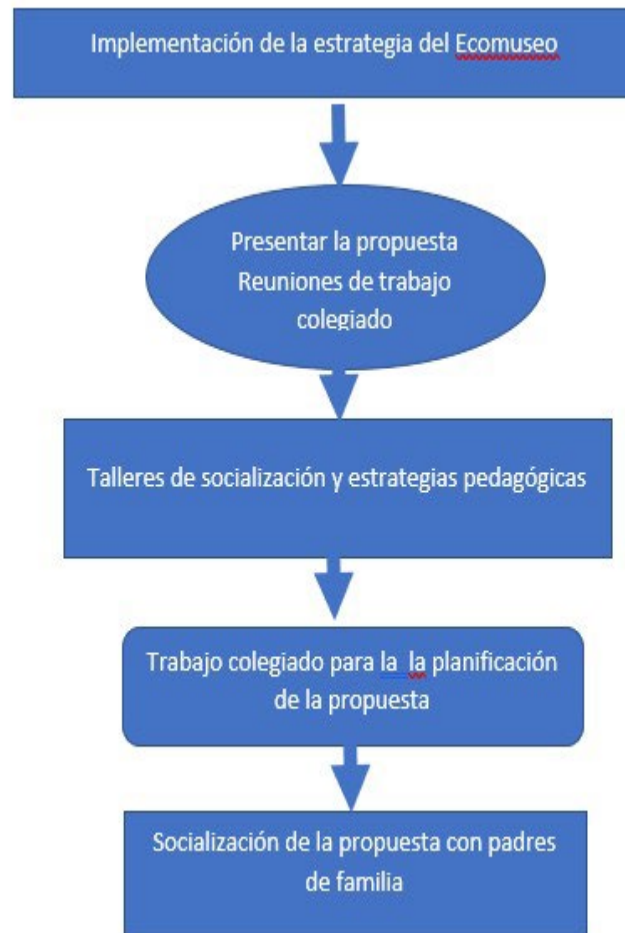 Implementación de la estrategia del Ecomuseo
Presentar la propuesta
Reuniones de trabajo
colegiado
Talleres de socialización y estrategias pedagógicas
Trabajo colegiado para la la planificación
de la propuesta
Socialización de la propuesta con padres
de familia